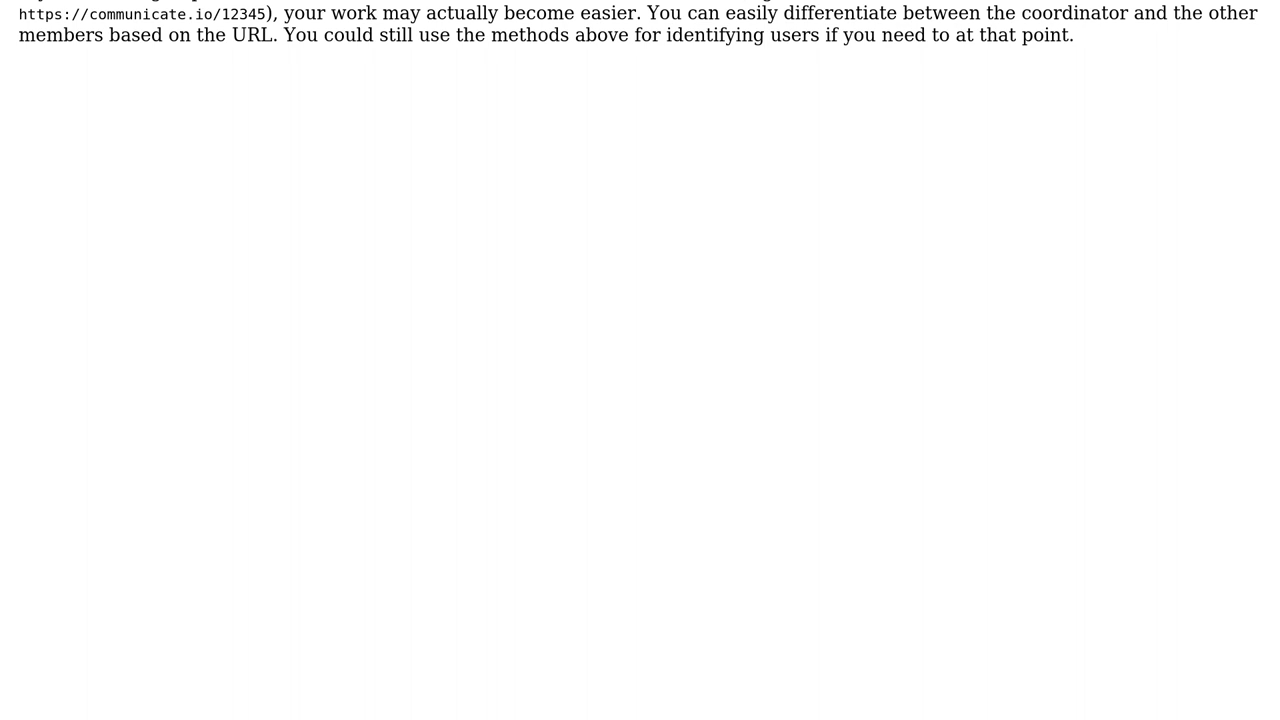 https://communicate.io/12345), your work may actually become easier. You can easily differentiate between the coordinator and the other
members based on the URL. You could still use the methods above for identifying users if you need to at that point.